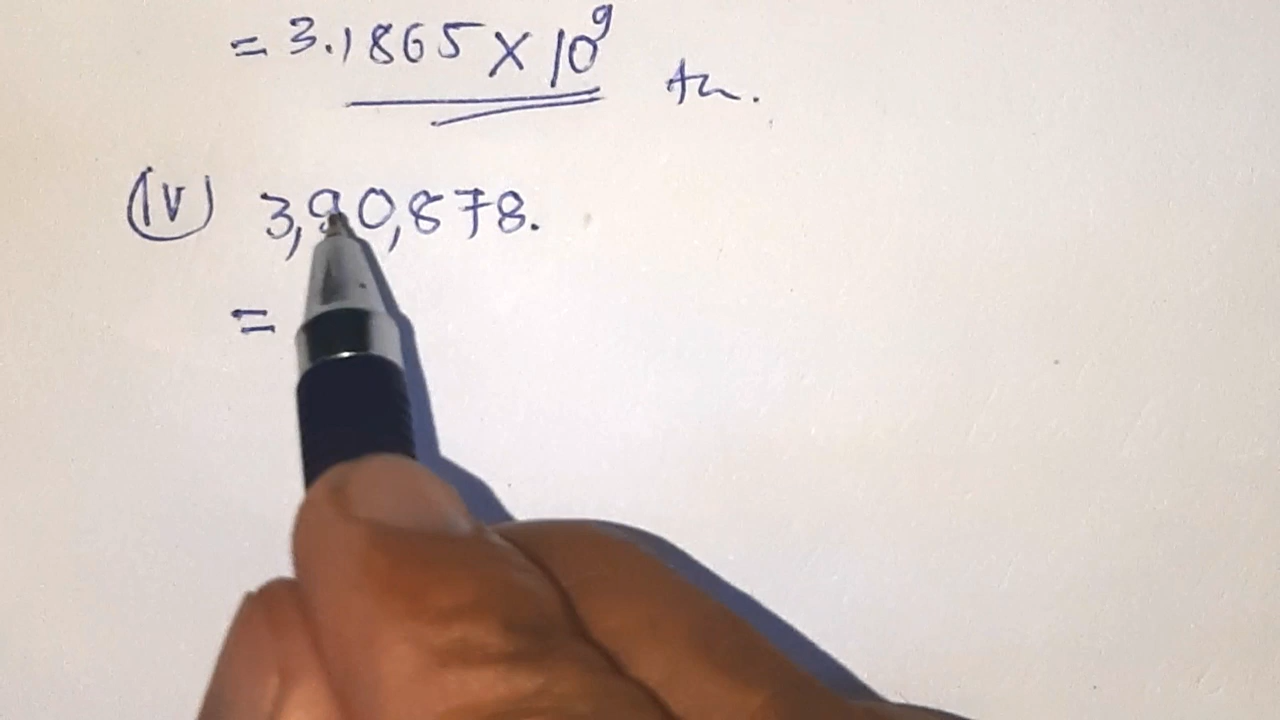 = 3.1865 × 10⁹
(iv) 3,90,878.
=